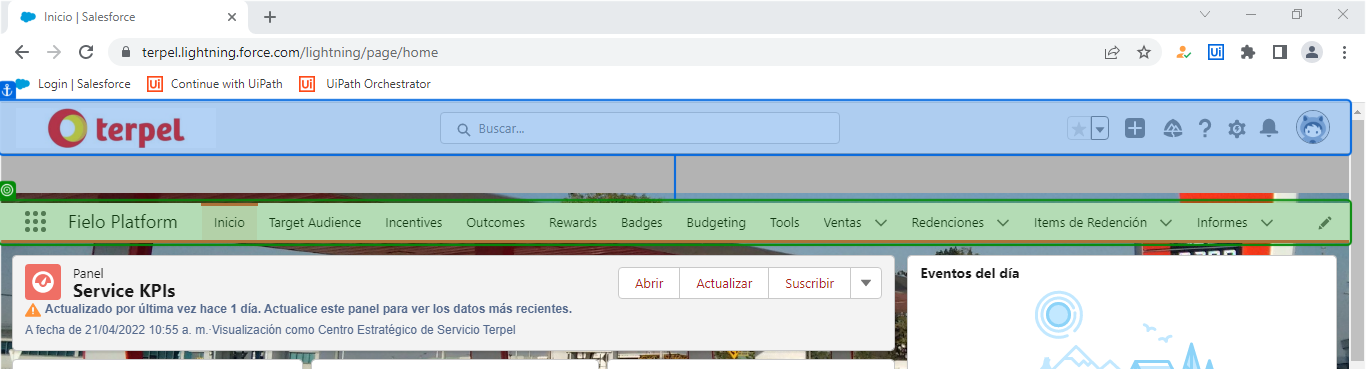 Inicio | Salesforce
terpel.lightning.force.com/lightning/page/home
Login | Salesforce Ui Continue with UiPath Ui UiPath Orchestrator
terpel Buscar...
Fielo Platform Inicio Target Audience Incentives Outcomes Rewards Badges Budgeting Tools Ventas Redenciones Items de Redención Informes
Panel
Service KPIs
Abrir Actualizar Suscribir
Actualizado por última vez hace 1 día. Actualice este panel para ver los datos más recientes.
A fecha de 21/04/2022 10:55 a. m.·Visualización como Centro Estratégico de Servicio Terpel
Eventos del día